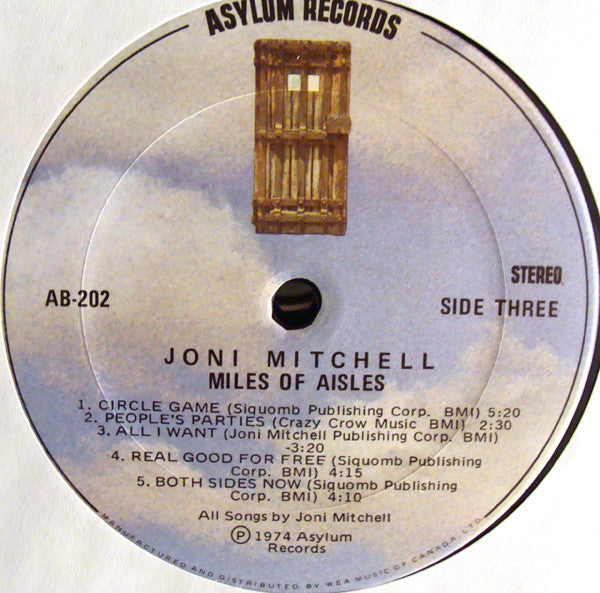 ASYLUM RECORDS
STEREO
AB-202
SIDE THREE
JONI MITCHELL
MILES OF AISLES
1. CIRCLE GAME (Siquomb Publishing Corp. BMI) 5:20
2. PEOPLE'S PARTIES (Crazy Crow Music BMI) 2:30
3. ALL I WANT (Joni Mitchell Publishing Corp. BMI)
-3:20
4. REAL GOOD FOR FREE (Siquomb Publishing
Corp. BMI) 4:15
5. BOTH SIDES NOW (Siquomb Publishing
Corp. BMI) 4:10
All Songs by Joni Mitchell
Ⓟ 1974 Asylum
Records
MANUFACTURED AND DISTRIBUTED BY WEA MUSIC OF CANADA, LTD.